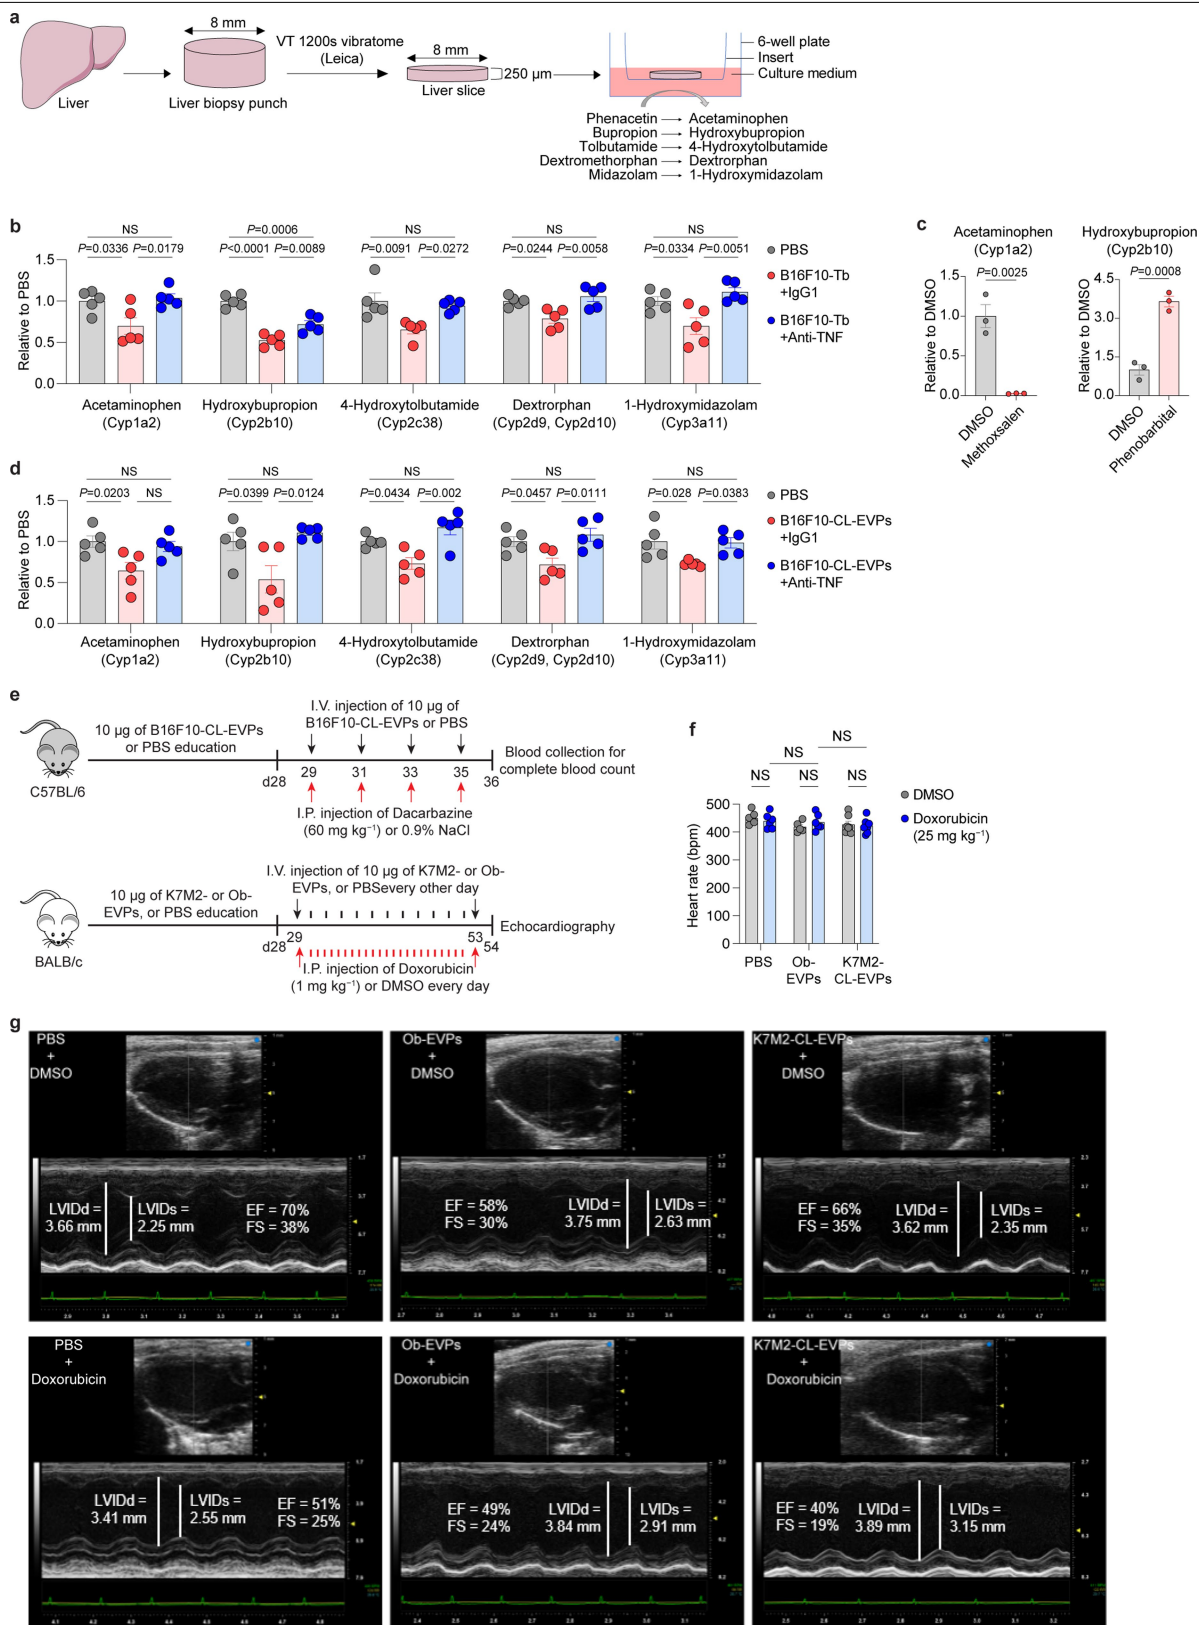 a
8 mm
VT 1200s vibratome
(Leica)
8 mm
250 µm
6-well plate
Insert
Culture medium
Liver
Liver biopsy punch
Liver slice
Phenacetin → Acetaminophen
Bupropion → Hydroxybupropion
Tolbutamide → 4-Hydroxytolbutamide
Dextromethorphan → Dextrorphan
Midazolam → 1-Hydroxymidazolam
b
NS P=0.0006 NS NS NS
P=0.0336 P=0.0179 P<0.0001 P=0.0089 P=0.0091 P=0.0272 P=0.0244 P=0.0058 P=0.0334 P=0.0051
Relative to PBS
1.5
1.0
0.5
0.0
Acetaminophen
(Cyp1a2)
Hydroxybupropion
(Cyp2b10)
4-Hydroxytolbutamide
(Cyp2c38)
Dextrorphan
(Cyp2d9, Cyp2d10)
1-Hydroxymidazolam
(Cyp3a11)
PBS
B16F10-Tb
+IgG1
B16F10-Tb
+Anti-TNF
c
Acetaminophen
(Cyp1a2)
P=0.0025
Relative to DMSO
1.5
1.0
0.5
0.0
DMSO
Methoxsalen
Hydroxybupropion
(Cyp2b10)
P=0.0008
Relative to DMSO
4.5
3.0
1.5
0.0
DMSO
Phenobarbital
d
NS NS NS NS NS
P=0.0203 NS P=0.0399 P=0.0124 P=0.0434 P=0.002 P=0.0457 P=0.0111 P=0.028 P=0.0383
Relative to PBS
1.5
1.0
0.5
0.0
Acetaminophen
(Cyp1a2)
Hydroxybupropion
(Cyp2b10)
4-Hydroxytolbutamide
(Cyp2c38)
Dextrorphan
(Cyp2d9, Cyp2d10)
1-Hydroxymidazolam
(Cyp3a11)
PBS
B16F10-CL-EVPs
+IgG1
B16F10-CL-EVPs
+Anti-TNF
e
C57BL/6
10 µg of B16F10-CL-EVPs
or PBS education
I.V. injection of 10 µg of
B16F10-CL-EVPs or PBS
d28 29 31 33 35 36
I.P. injection of Dacarbazine
(60 mg kg⁻¹) or 0.9% NaCl
Blood collection for
complete blood count
BALB/c
10 µg of K7M2- or Ob-
EVPs, or PBS education
I.V. injection of 10 µg of K7M2- or Ob-
EVPs, or PBSevery other day
d28 29 53 54
I.P. injection of Doxorubicin
(1 mg kg⁻¹) or DMSO every day
Echocardiography
f
NS
NS
NS NS NS
Heart rate (bpm)
500
400
300
200
100
0
PBS
Ob-
EVPs
K7M2-
CL-EVPs
DMSO
Doxorubicin
(25 mg kg⁻¹)
g
PBS
+
DMSO
LVIDd =
3.66 mm
LVIDs =
2.25 mm
EF = 70%
FS = 38%
Ob-EVPs
+
DMSO
EF = 58%
FS = 30%
LVIDd =
3.75 mm
LVIDs =
2.63 mm
K7M2-CL-EVPs
+
DMSO
EF = 66%
FS = 35%
LVIDd =
3.62 mm
LVIDs =
2.35 mm
PBS
+
Doxorubicin
LVIDd =
3.41 mm
LVIDs =
2.55 mm
EF = 51%
FS = 25%
Ob-EVPs
+
Doxorubicin
EF = 49%
FS = 24%
LVIDd =
3.84 mm
LVIDs =
2.91 mm
K7M2-CL-EVPs
+
Doxorubicin
EF = 40%
FS = 19%
LVIDd =
3.89 mm
LVIDs =
3.15 mm